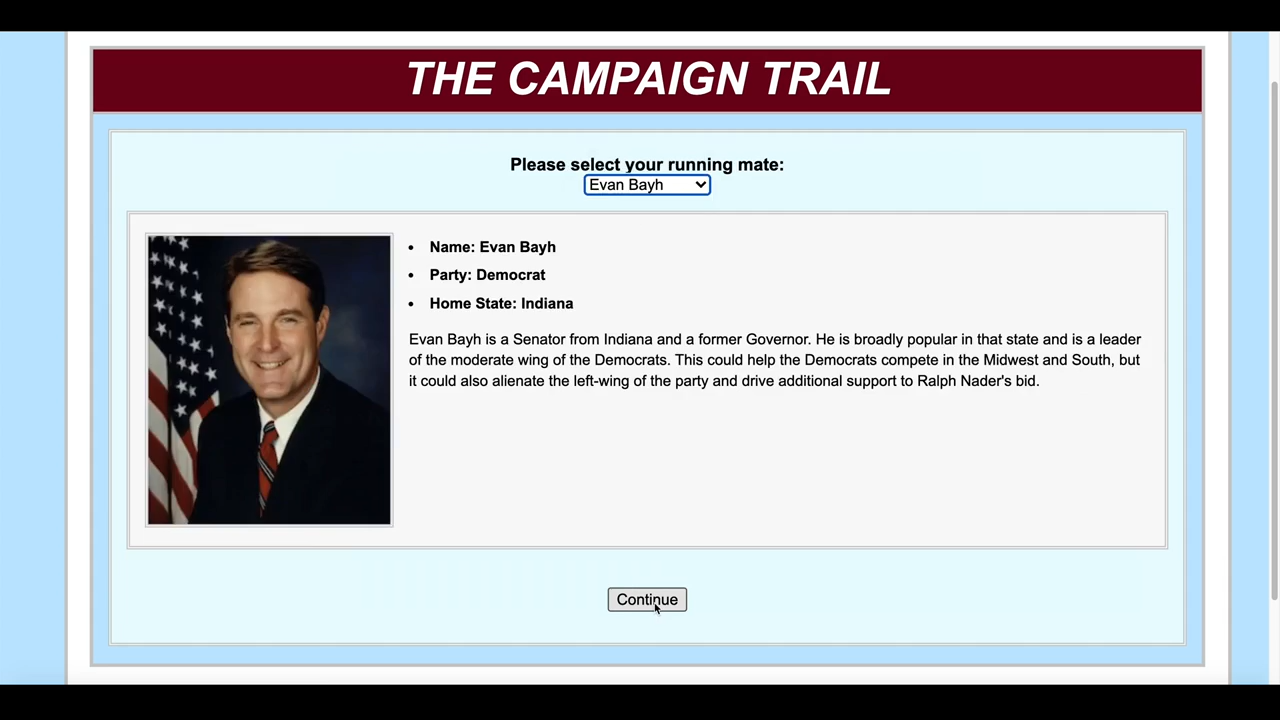 THE CAMPAIGN TRAIL
Please select your running mate:
Evan Bayh
• Name: Evan Bayh
• Party: Democrat
• Home State: Indiana
Evan Bayh is a Senator from Indiana and a former Governor. He is broadly popular in that state and is a leader
of the moderate wing of the Democrats. This could help the Democrats compete in the Midwest and South, but
it could also alienate the left-wing of the party and drive additional support to Ralph Nader's bid.
Continue